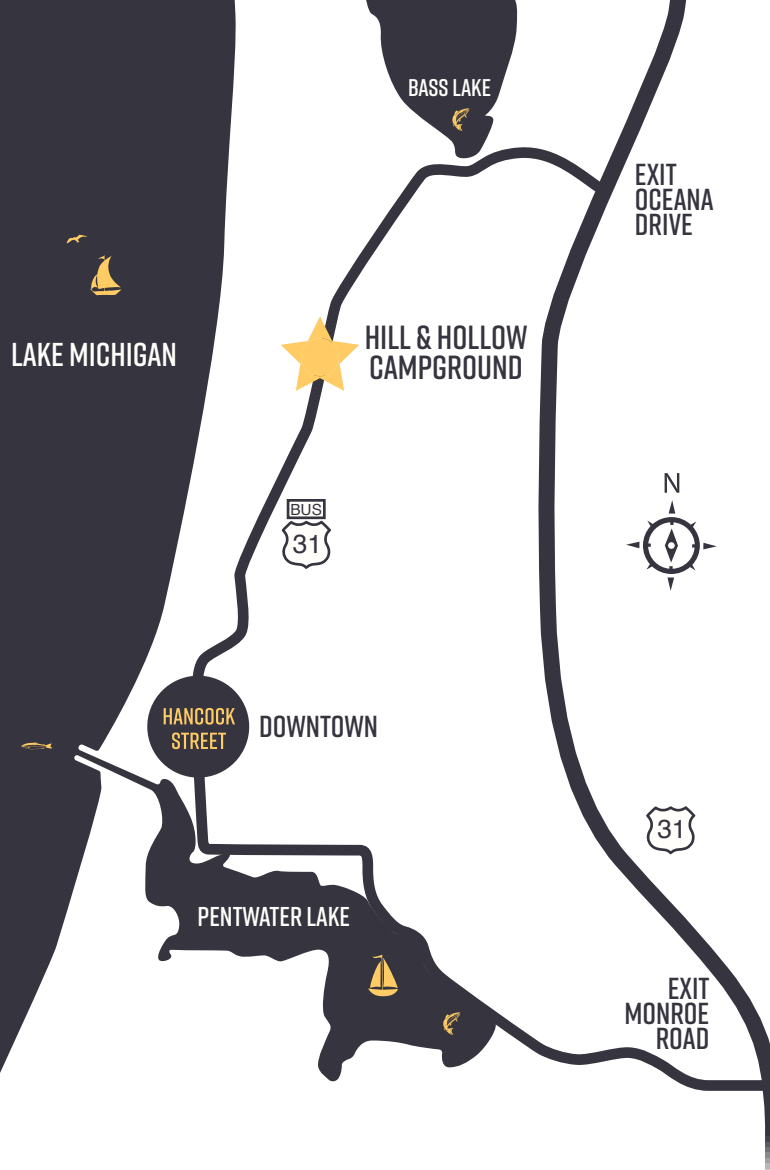 BASS LAKE
EXIT
OCEANA
DRIVE
LAKE MICHIGAN
HILL & HOLLOW
CAMPGROUND
N
BUS
31
HANCOCK
STREET
DOWNTOWN
31
PENTWATER LAKE
EXIT
MONROE
ROAD